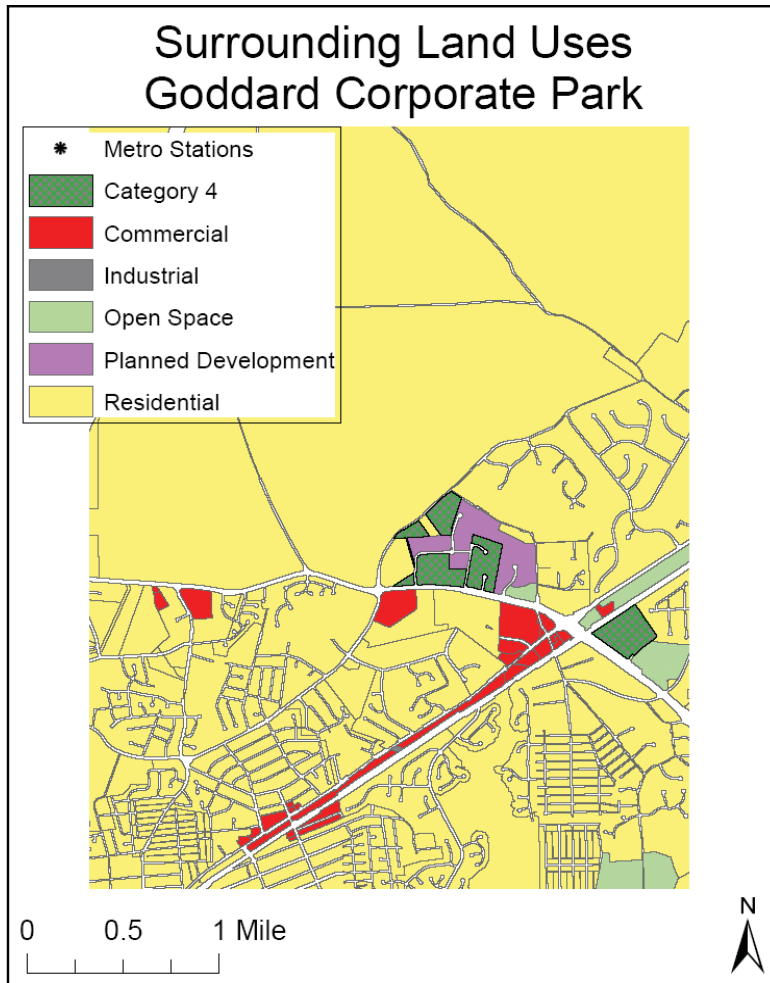 Surrounding Land Uses
Goddard Corporate Park
Metro Stations
Category 4
Commercial
Industrial
Open Space
Planned Development
Residential
0 0.5 1 Mile
N